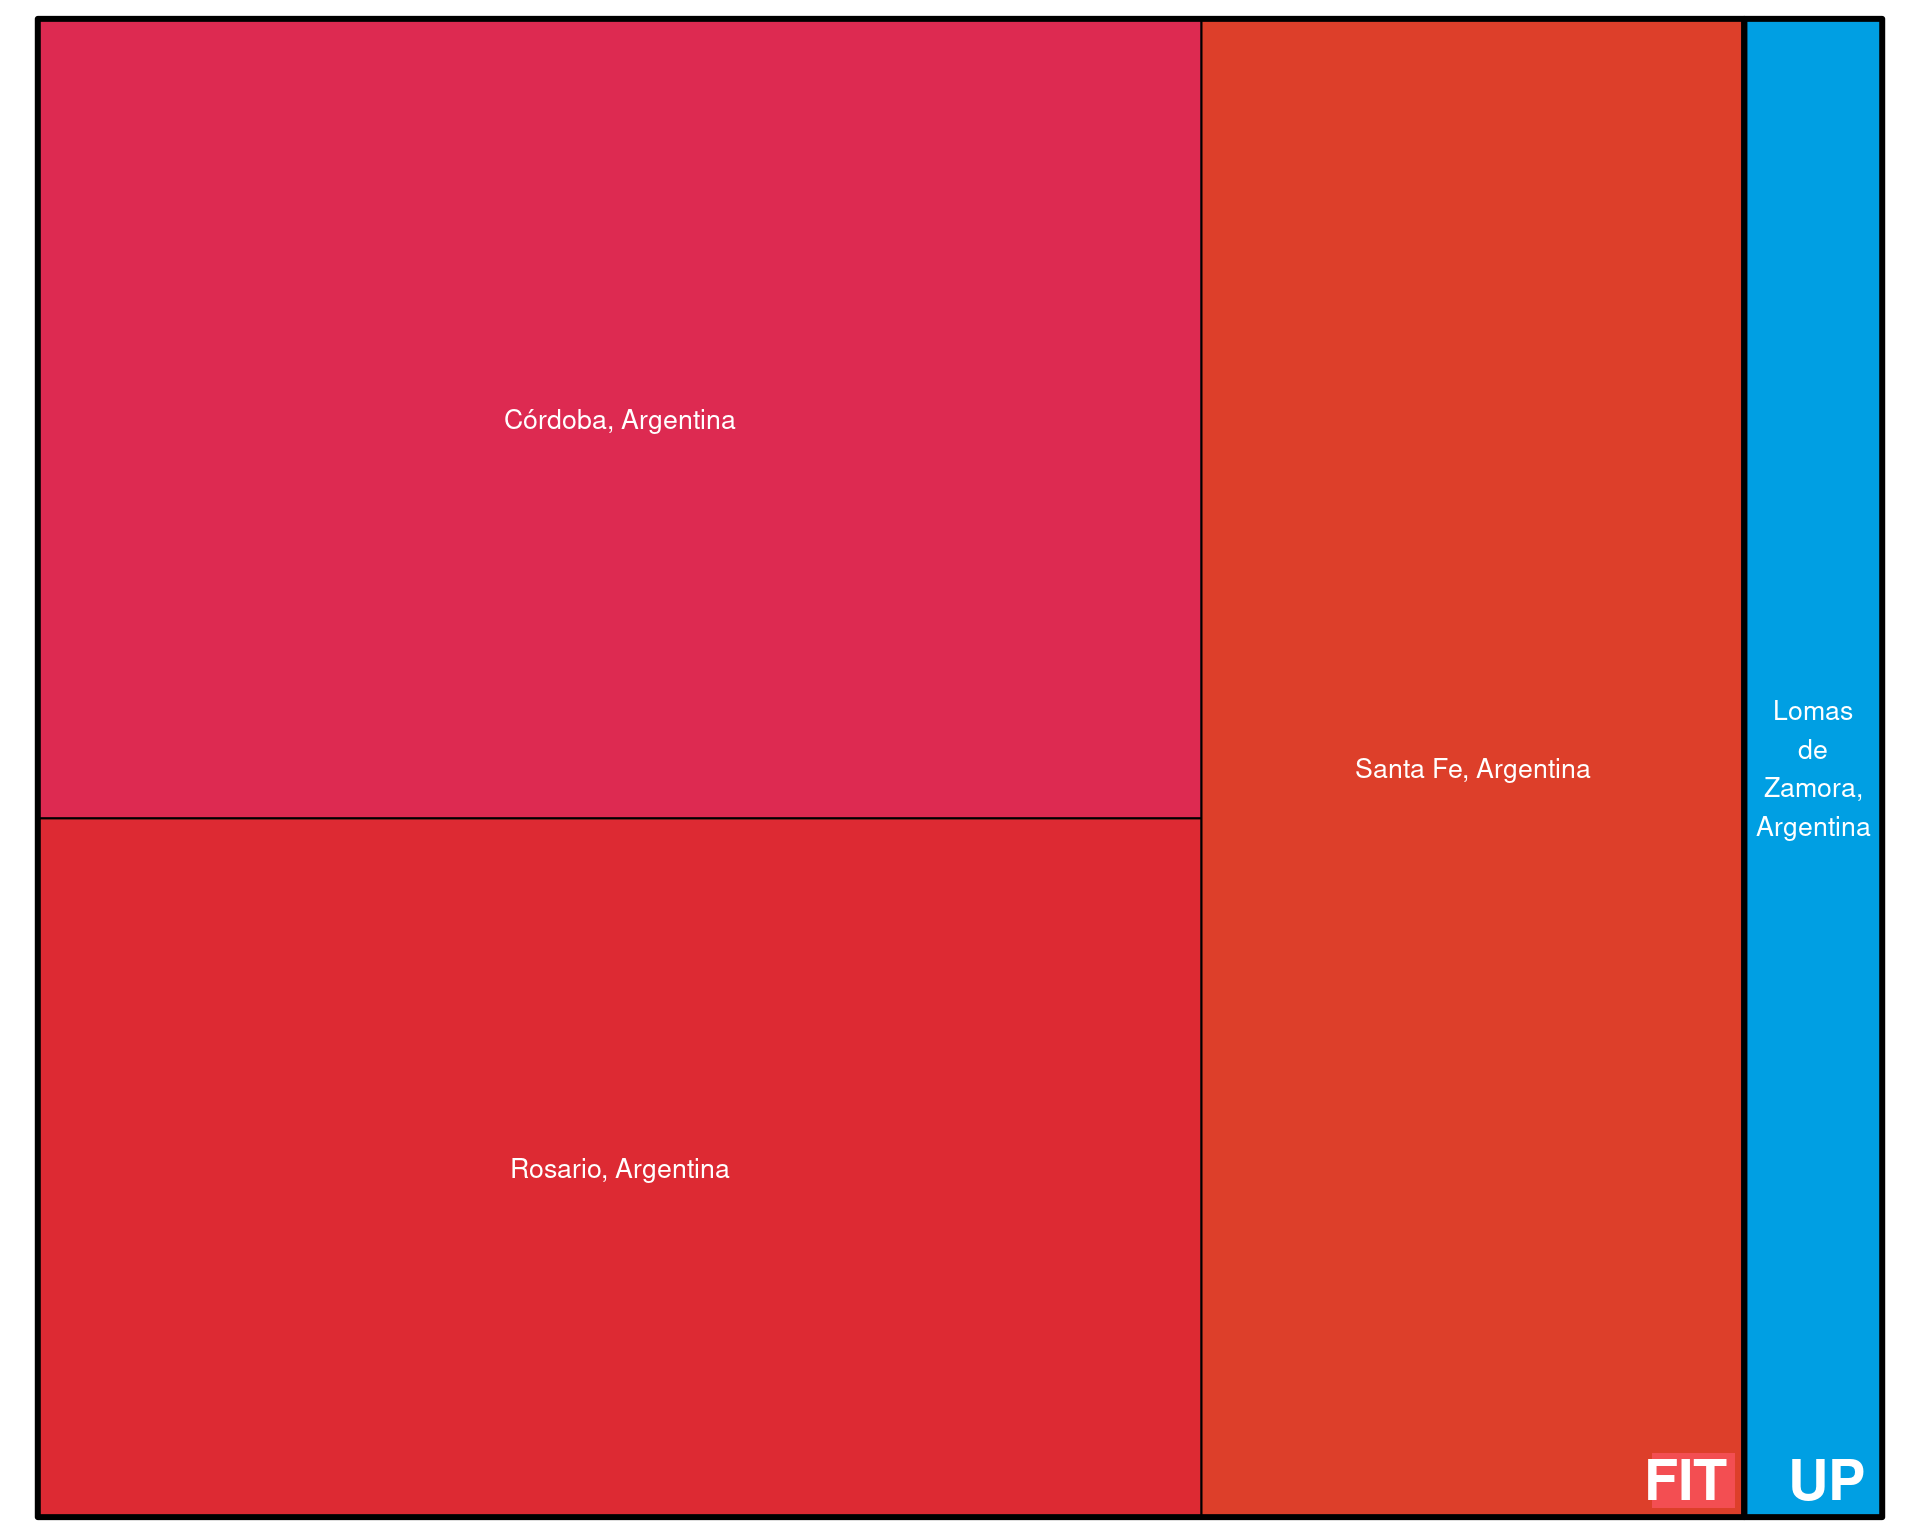 Córdoba, Argentina
Rosario, Argentina
Santa Fe, Argentina
FIT
Lomas
de
Zamora,
Argentina
UP